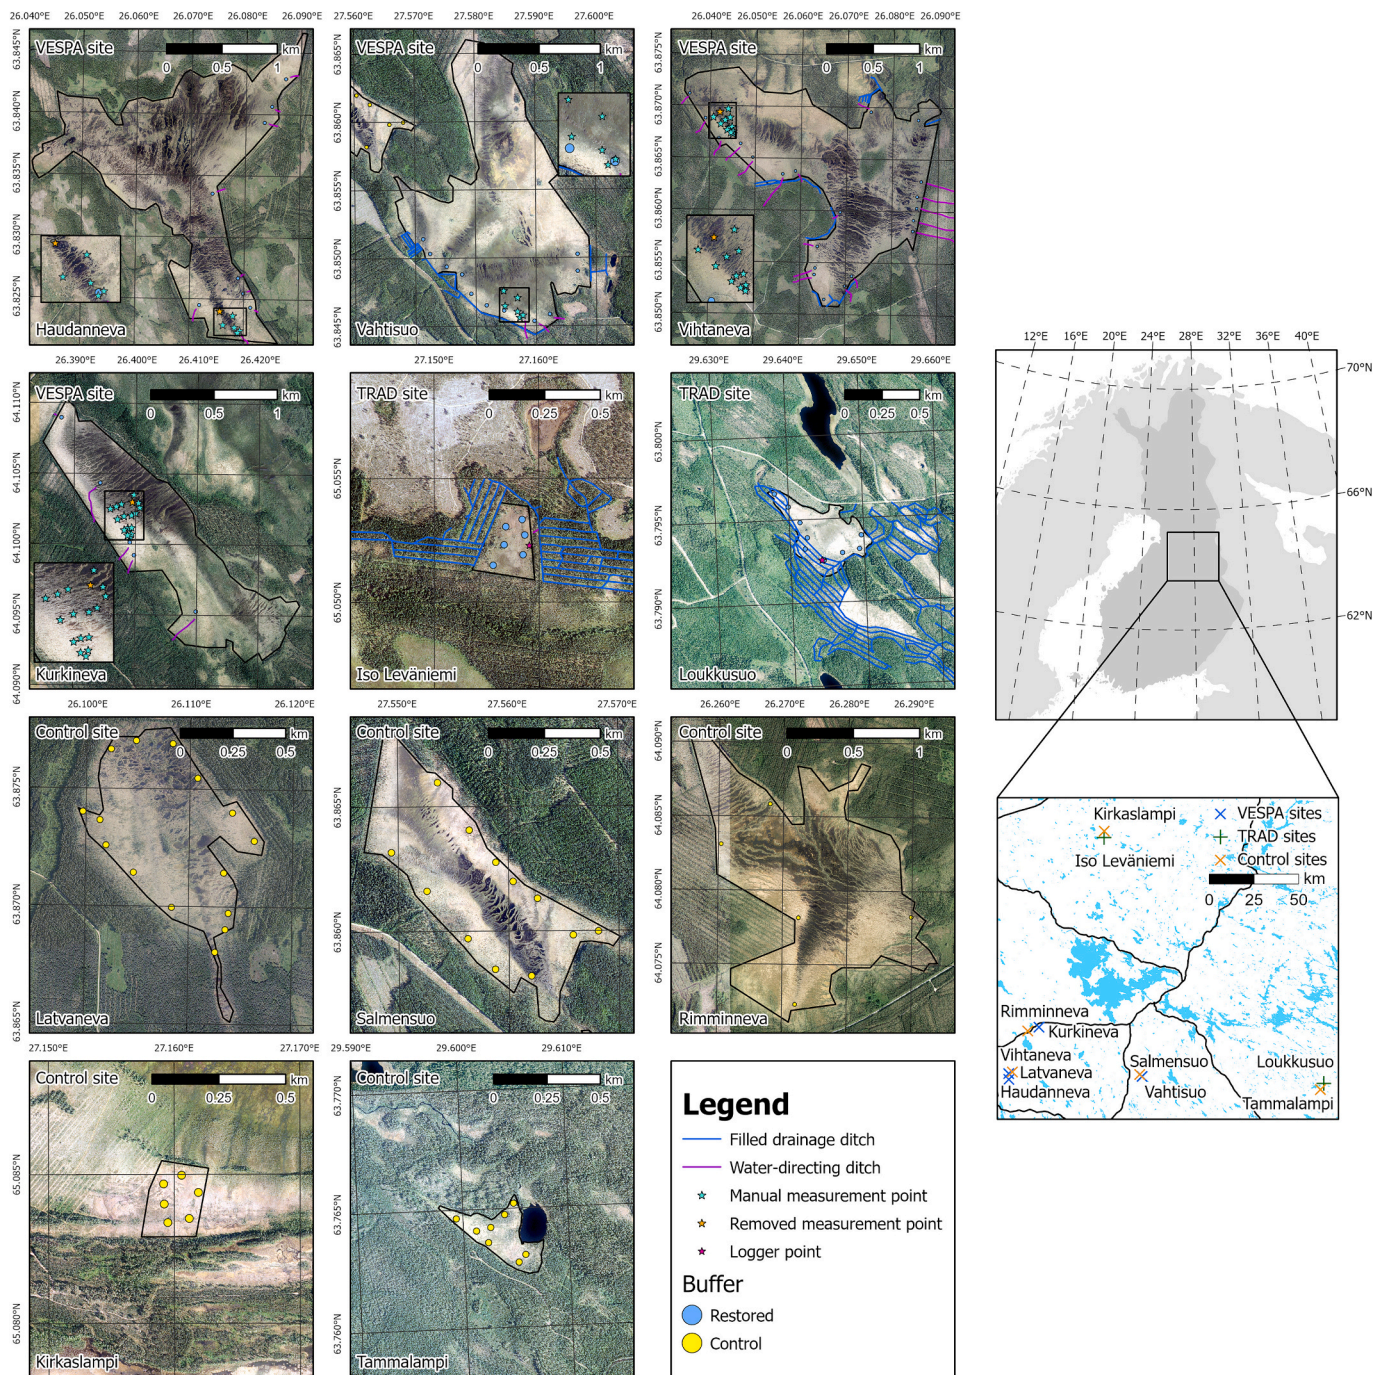 26.040°E 26.050°E 26.060°E 26.070°E 26.080°E 26.090°E
63.845°N
63.840°N
63.835°N
63.830°N
63.825°N
VESPA site
km
0 0.5 1
Haudanneva
27.560°E 27.570°E 27.580°E 27.590°E 27.600°E
63.865°N
63.860°N
63.855°N
63.850°N
63.845°N
VESPA site
km
0 0.5 1
Vahtisuo
26.040°E 26.050°E 26.060°E 26.070°E 26.080°E 26.090°E
63.875°N
63.870°N
63.865°N
63.860°N
63.855°N
63.850°N
VESPA site
km
0 0.5 1
Vihtaneva
26.390°E 26.400°E 26.410°E 26.420°E
64.110°N
64.105°N
64.100°N
64.095°N
64.090°N
VESPA site
km
0 0.5 1
Kurkineva
27.150°E 27.160°E
65.055°N
65.050°N
TRAD site
km
0 0.25 0.5
Iso Leväniemi
29.630°E 29.640°E 29.650°E 29.660°E
63.800°N
63.795°N
63.790°N
TRAD site
km
0 0.25 0.5
Loukkusuo
26.100°E 26.110°E 26.120°E
63.875°N
63.870°N
63.865°N
Control site
km
0 0.25 0.5
Latvaneva
27.550°E 27.560°E 27.570°E
63.865°N
63.860°N
Control site
km
0 0.25 0.5
Salmensuo
26.260°E 26.270°E 26.280°E 26.290°E
64.090°N
64.085°N
64.080°N
64.075°N
Control site
km
0 0.5 1
Rimminneva
27.150°E 27.160°E 27.170°E
65.085°N
65.080°N
Control site
km
0 0.25 0.5
Kirkaslampi
29.590°E 29.600°E 29.610°E
63.770°N
63.765°N
63.760°N
Control site
km
0 0.25 0.5
Tammalampi
Legend
Filled drainage ditch
Water-directing ditch
Manual measurement point
Removed measurement point
Logger point
Buffer
Restored
Control
12°E 16°E 20°E 24°E 28°E 32°E 36°E 40°E
70°N
66°N
62°N
Kirkaslampi
Iso Leväniemi
VESPA sites
TRAD sites
Control sites
km
0 25 50
Rimminneva
Kurkineva
Vihtaneva
Latvaneva
Haudanneva
Salmensuo
Vahtisuo
Loukkusuo
Tammalampi